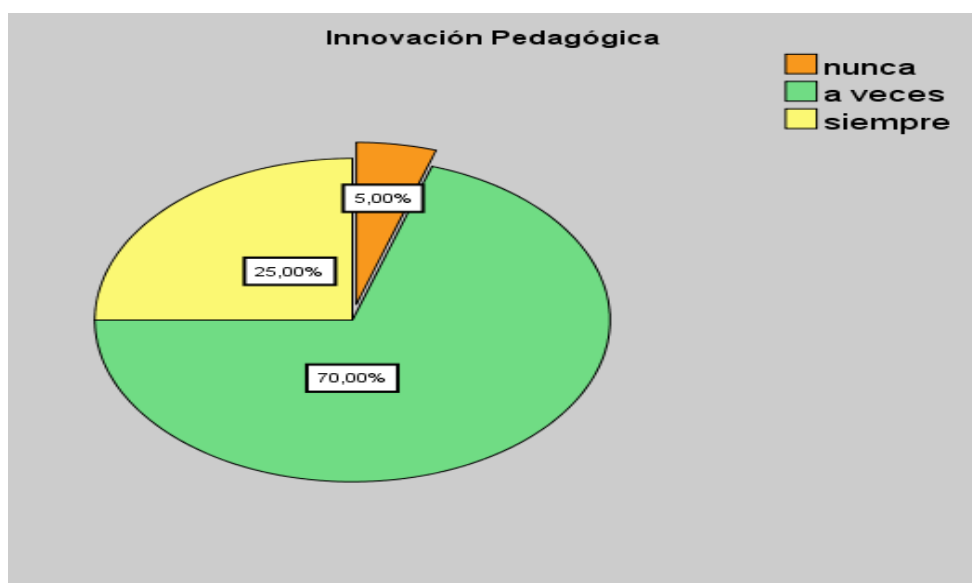 Innovación Pedagógica
nunca
a veces
siempre
5,00%
25,00%
70,00%